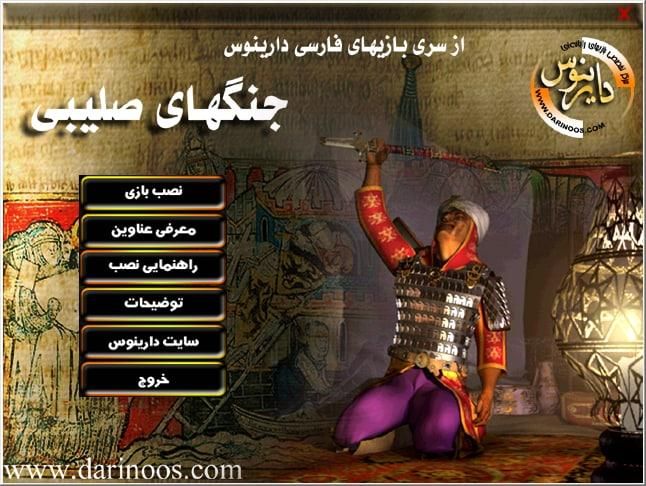 از سری بازیهای فارسی دارینوس
جنگهای صلیبی
دارینوس
WWW.DARINOOS.COM
نصب بازی
معرفی عناوین
راهنمایی نصب
توضیحات
سایت دارینوس
خروج
www.darinoos.com